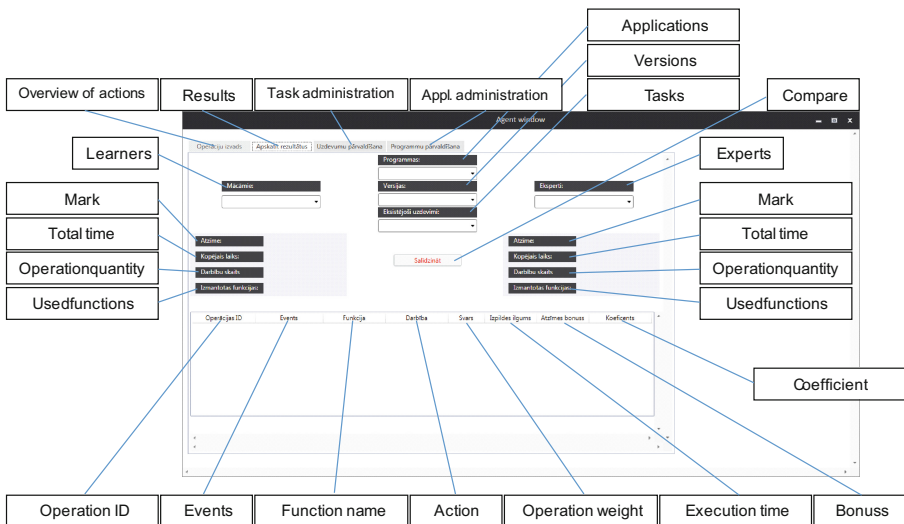 Applications
Versions
Overview of actions Results Task administration Appl. administration Tasks Compare
Agent window
Operāciju izvads Apskatīt rezultātus Uzdevumu pārvaldīšana Programmu pārvaldīšana
Learners Programmas: Experts
Mācāmie: Versijas: Eksperti:
Mark Eksistējoši uzdevumi: Mark
Total time Atzīme: Atzīme: Total time
Kopējais laiks: Salīdzināt Kopējais laiks:
Operationquantity Darbību skaits Darbību skaits Operationquantity
Usedfunctions Izmantotas funkcijas: Izmantotas funkcijas: Usedfunctions
Operācijas ID Events Funkcija Darbība Svars Izpildes ilgums Atzīmes bonuss Koeficents
Coefficient
Operation ID Events Function name Action Operation weight Execution time Bonuss